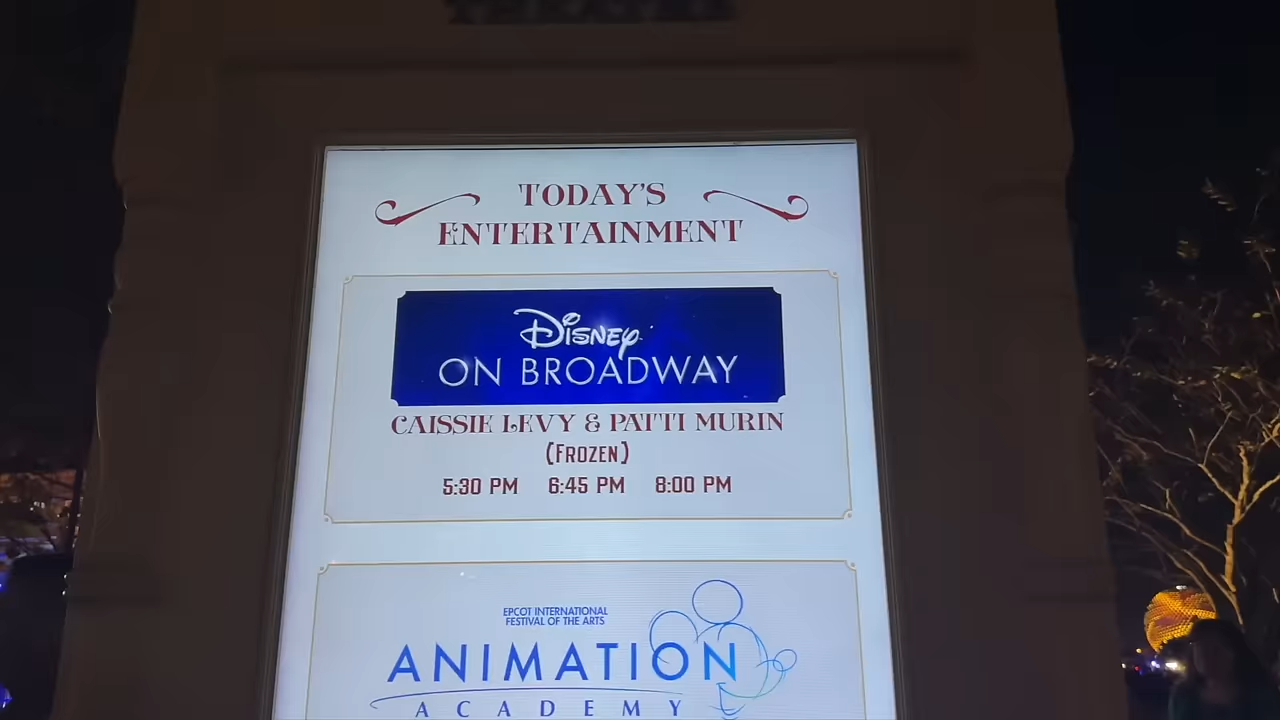 TODAY'S
ENTERTAINMENT
DISNEY
ON BROADWAY
CAISSIE LEVY & PATTI MURIN
(FROZEN)
5:30 PM 6:45 PM 8:00 PM
EPCOT INTERNATIONAL
FESTIVAL OF THE ARTS
ANIMATION
ACADEMY